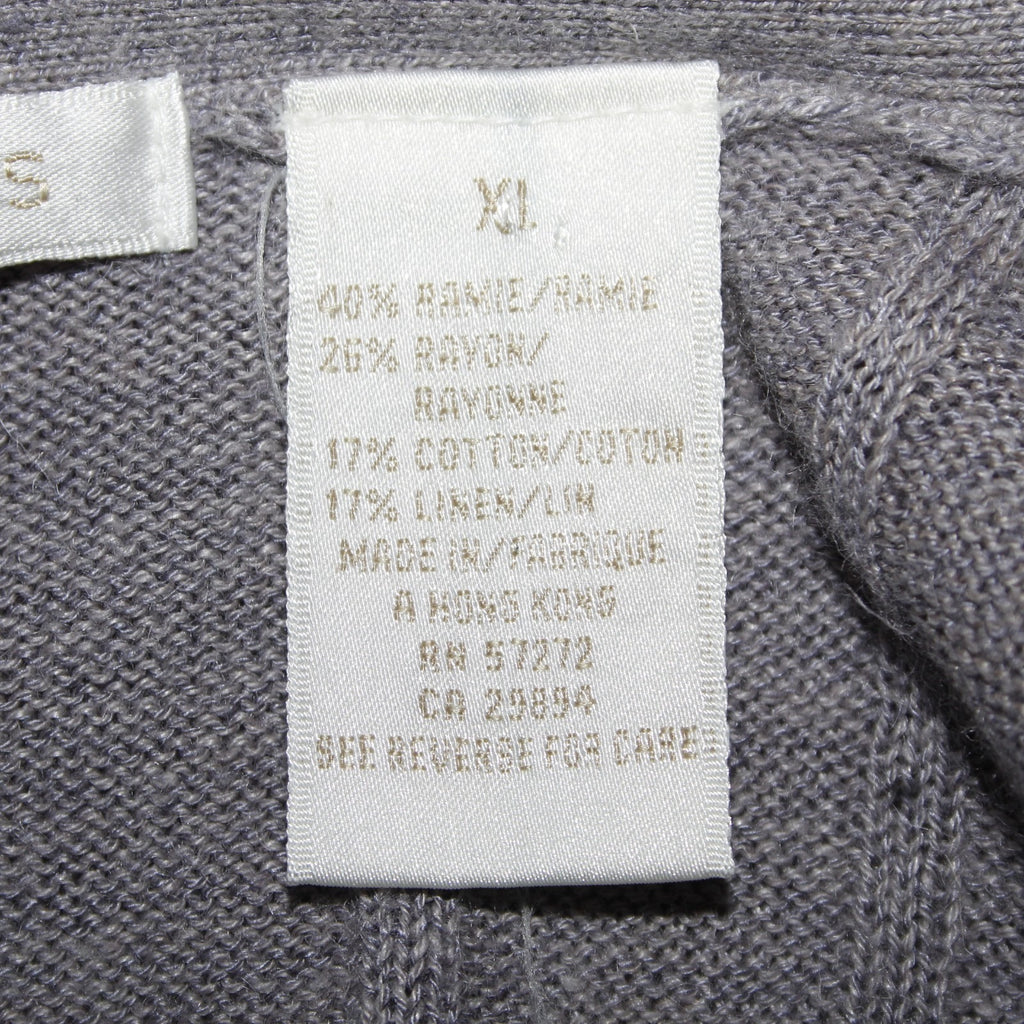 S
XL
40% RAMIE/RAMIE
26% RAYON/
RAYONNE
17% COTTON/COTON
17% LINEN/LIN
MADE IN/FABRIQUE
A HONG KONG
RN 57272
CA 29894
SEE REVERSE FOR CARE